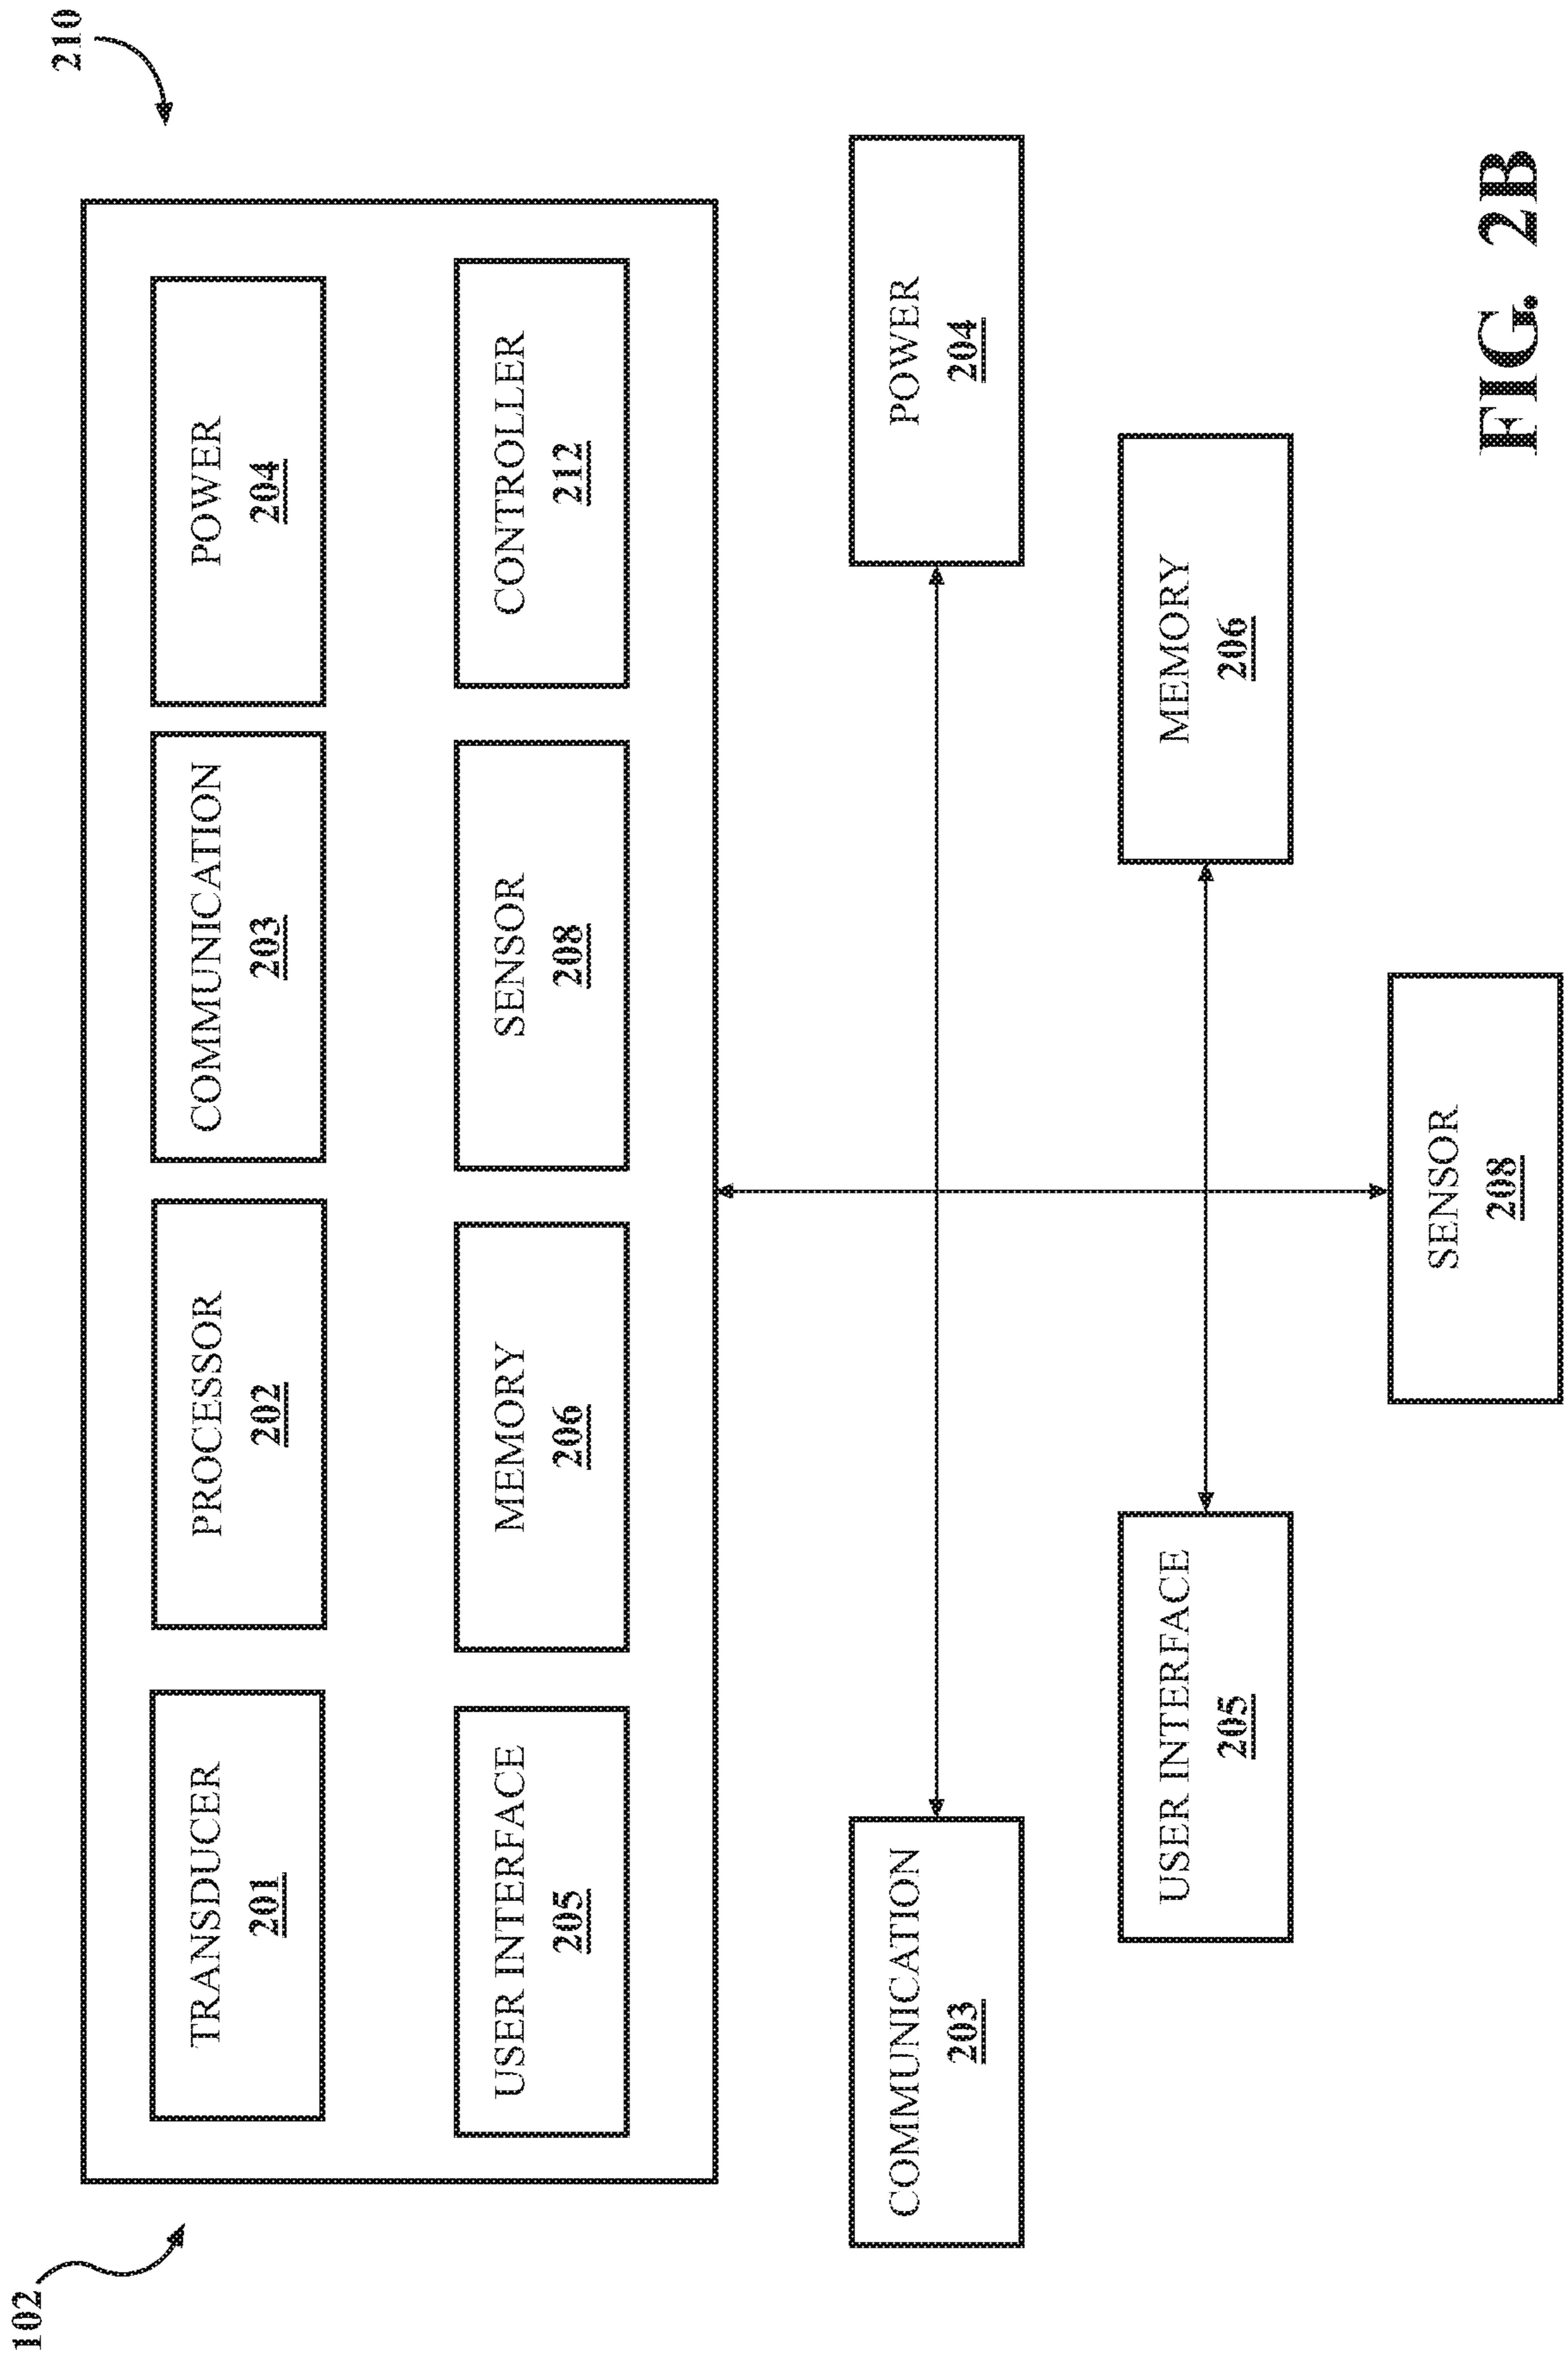 210
102
TRANSDUCER
201
PROCESSOR
202
COMMUNICATION
203
POWER
204
USER INTERFACE
205
MEMORY
206
SENSOR
208
CONTROLLER
212
COMMUNICATION
203
POWER
204
USER INTERFACE
205
MEMORY
206
SENSOR
208
FIG. 2B